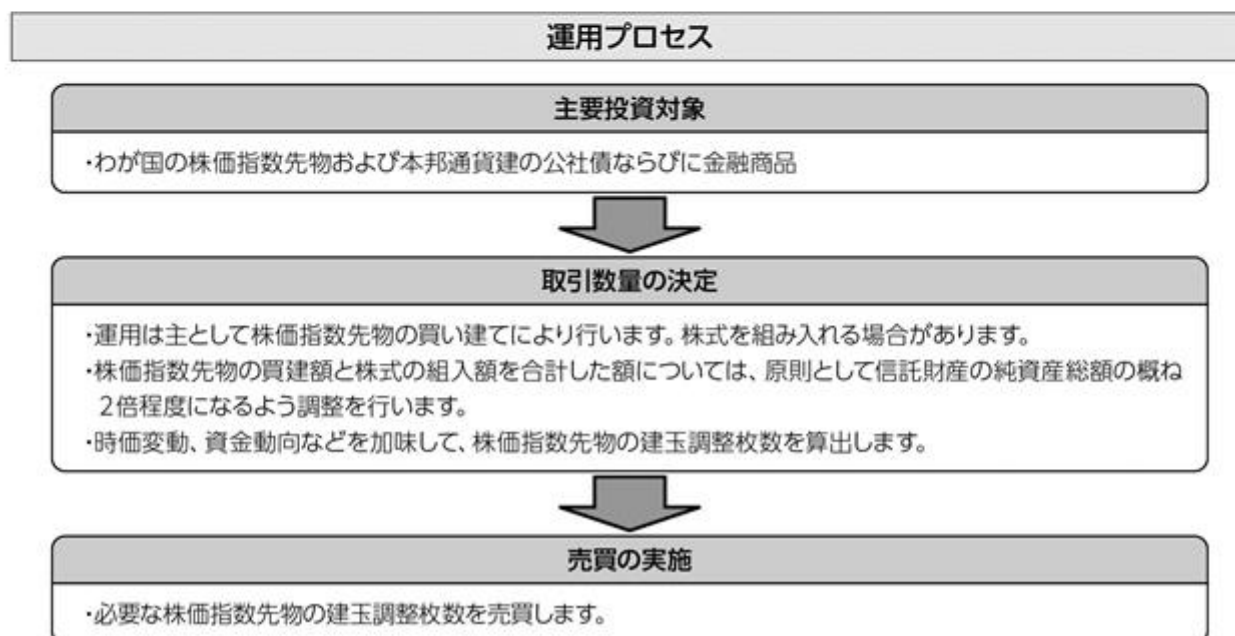 運用プロセス
主要投資対象
・わが国の株価指数先物および本邦通貨建の公社債ならびに金融商品
取引数量の決定
・運用は主として株価指数先物の買い建てにより行います。株式を組み入れる場合があります。
・株価指数先物の買建額と株式の組入額を合計した額については、原則として信託財産の純資産総額の概ね
2倍程度になるよう調整を行います。
・時価変動、資金動向などを加味して、株価指数先物の建玉調整枚数を算出します。
売買の実施
・必要な株価指数先物の建玉調整枚数を売買します。